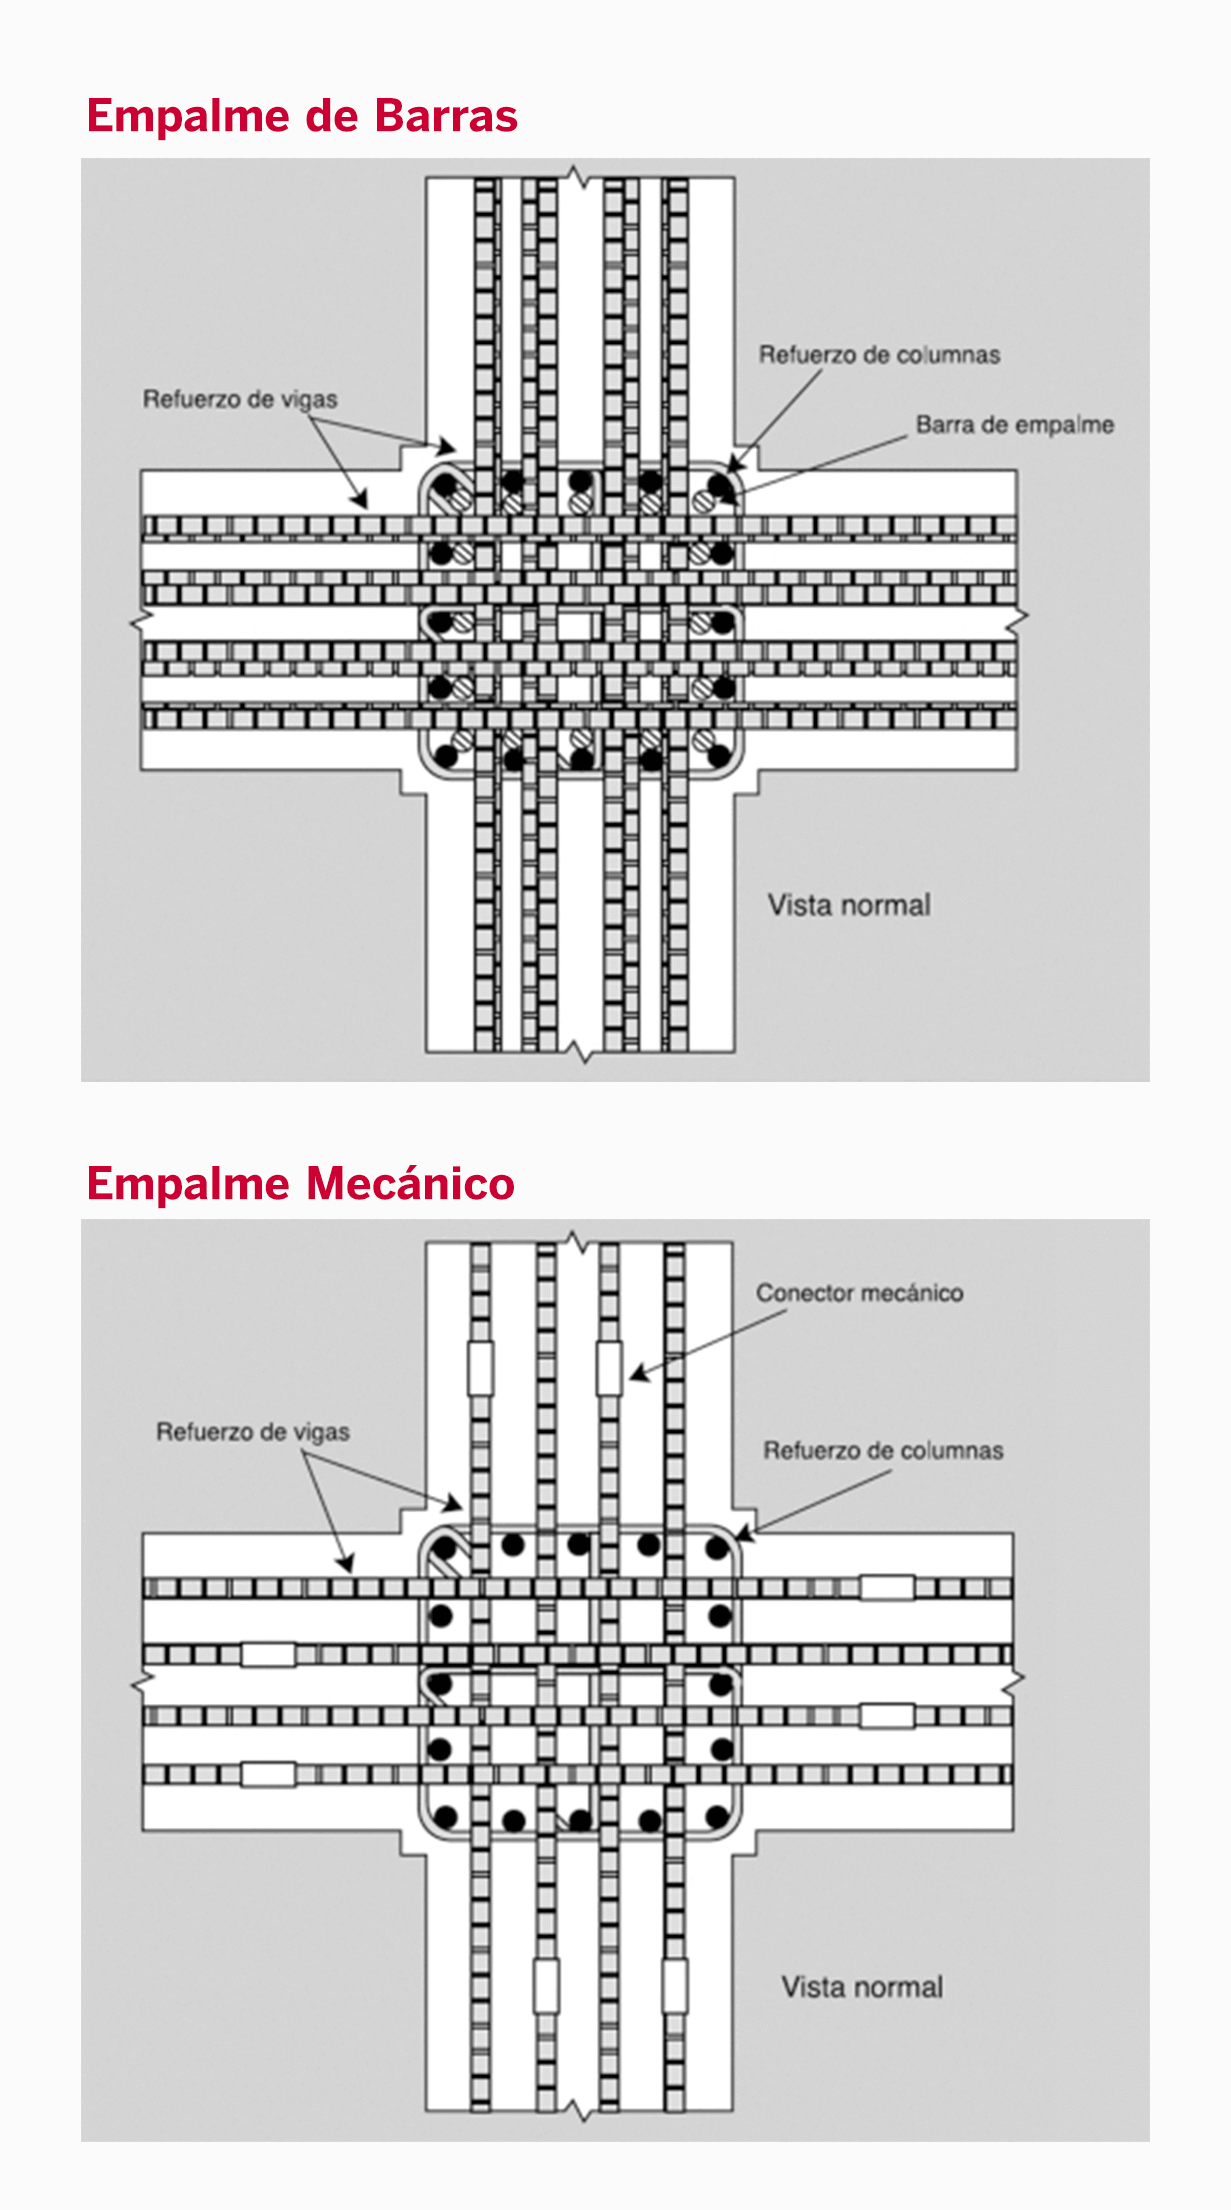 Empalme de Barras
Refuerzo de columnas
Refuerzo de vigas
Barra de empalme
Vista normal
Empalme Mecánico
Conector mecánico
Refuerzo de vigas
Refuerzo de columnas
Vista normal